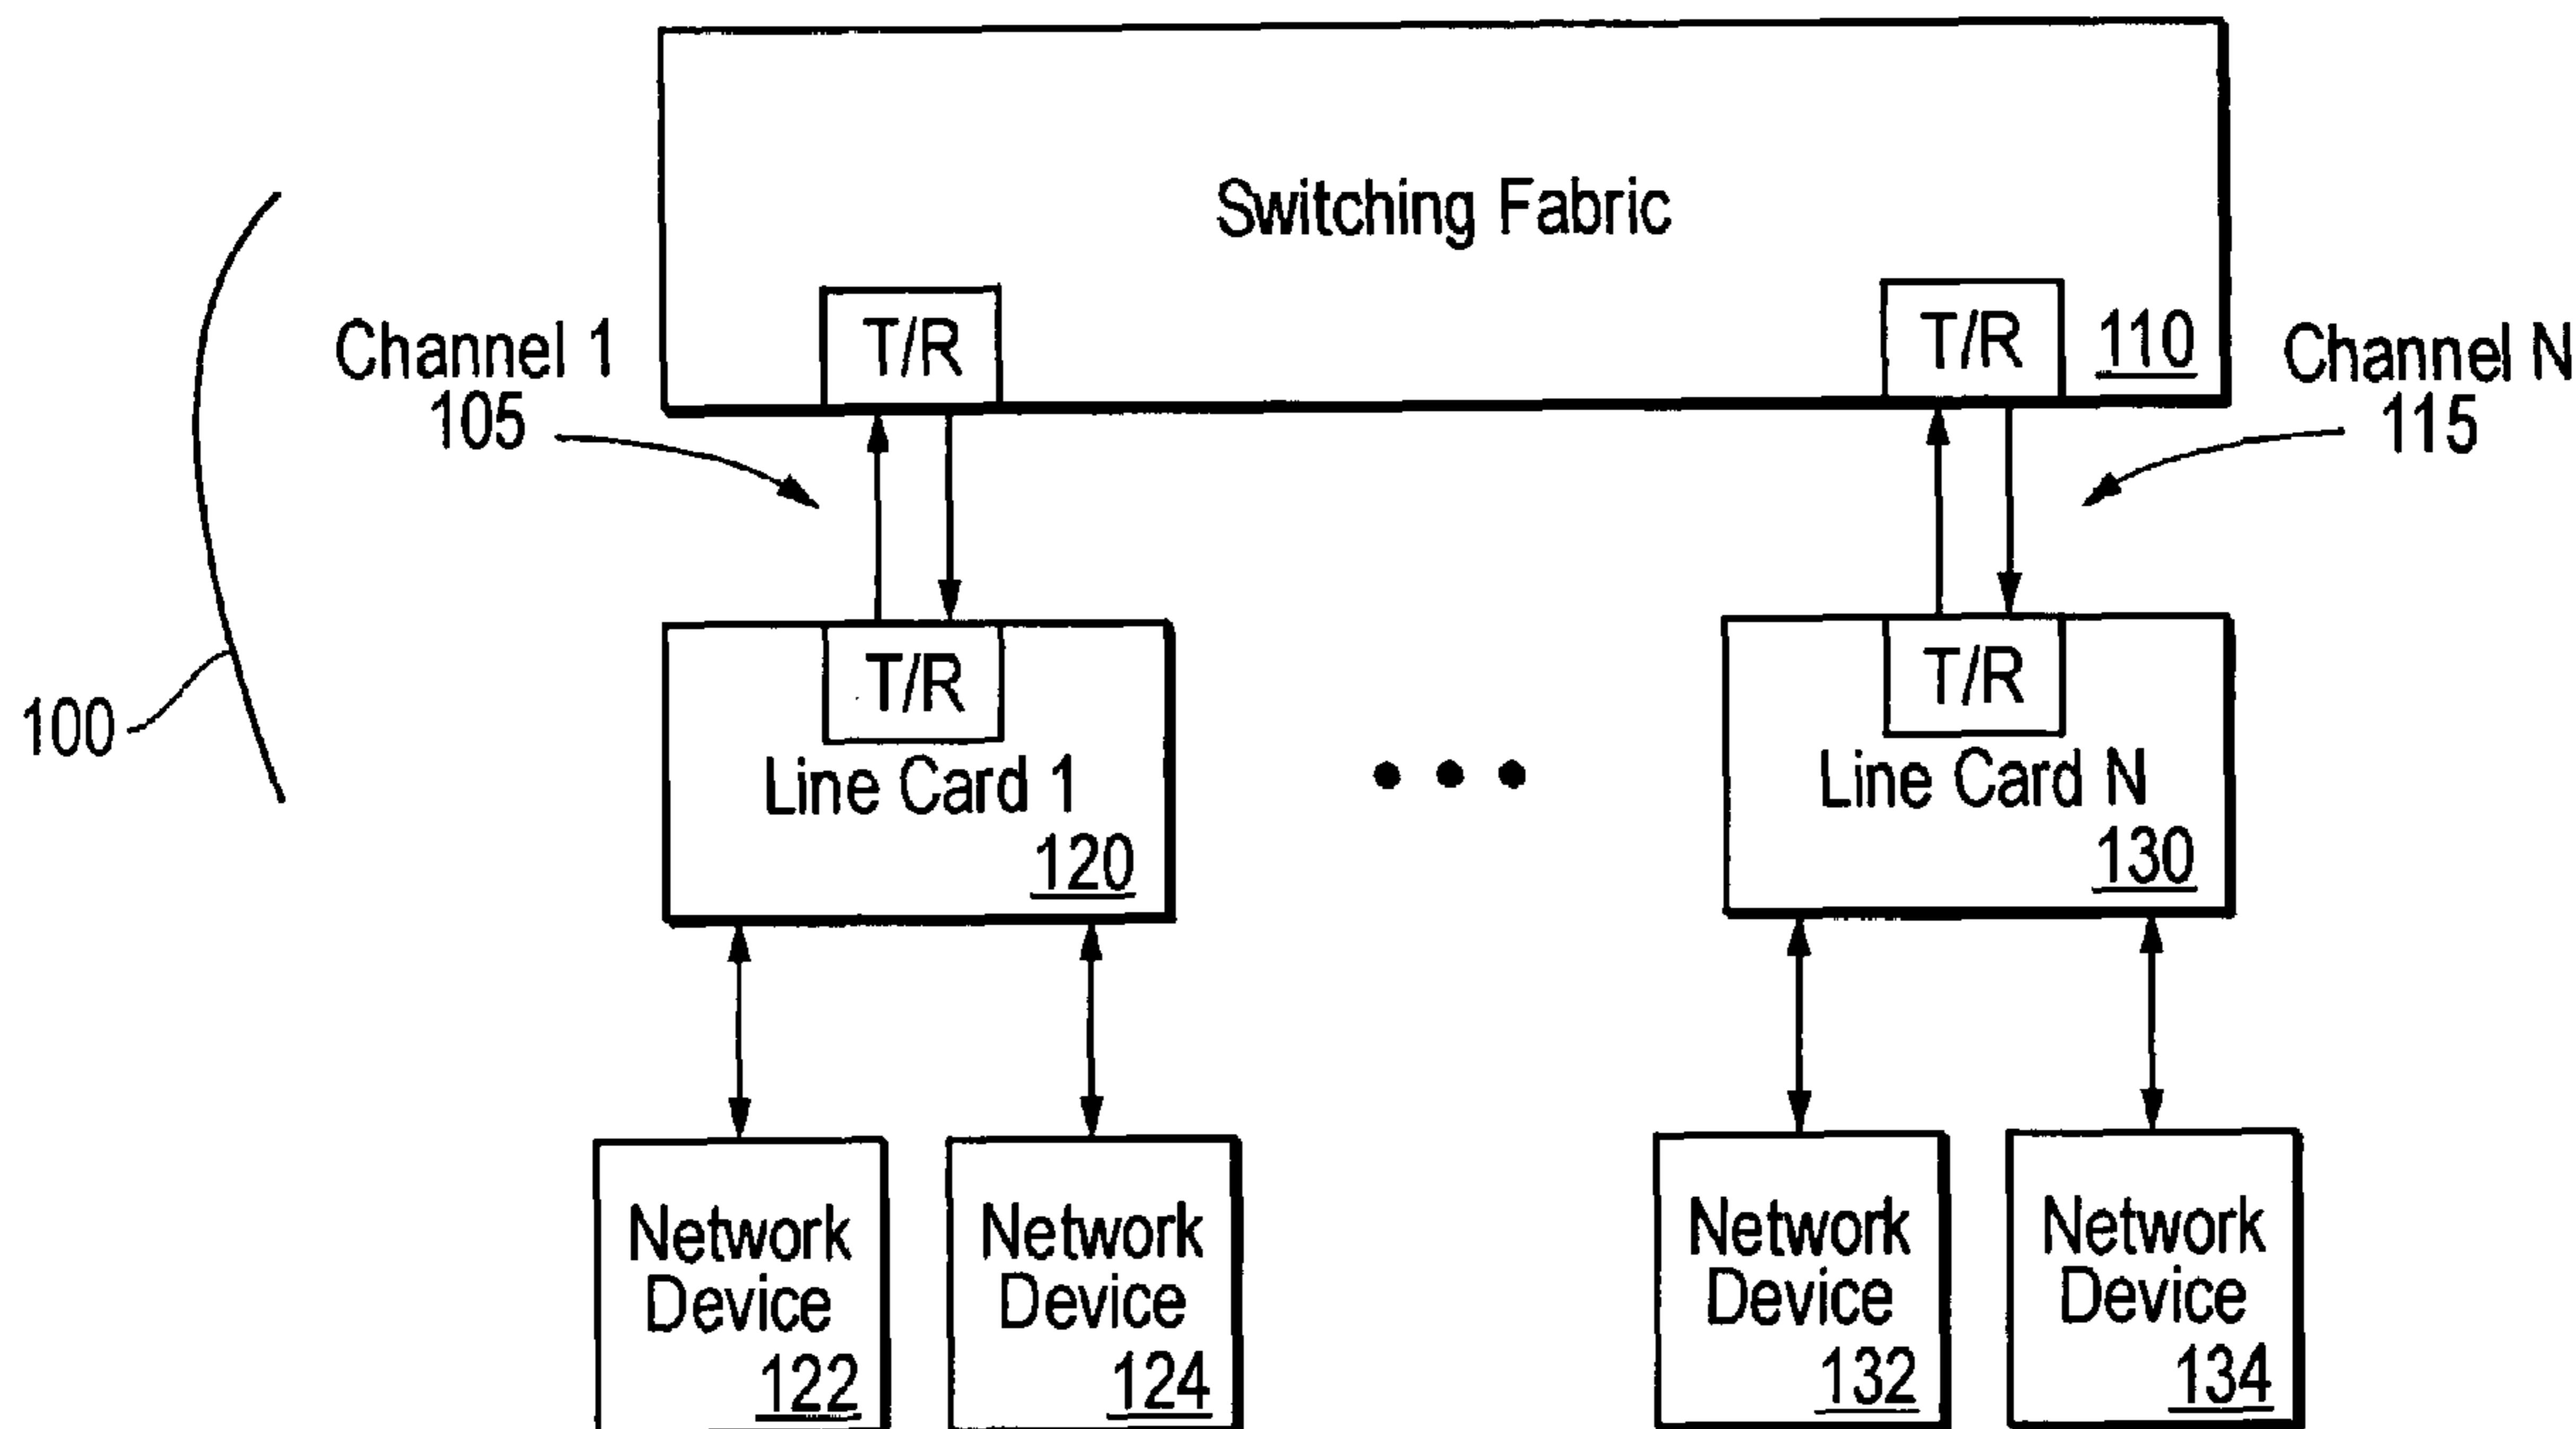 Switching Fabric
T/R
T/R
110
Channel 1
105
Channel N
115
100
T/R
Line Card 1
120
T/R
Line Card N
130
Network
Device
122
Network
Device
124
Network
Device
132
Network
Device
134